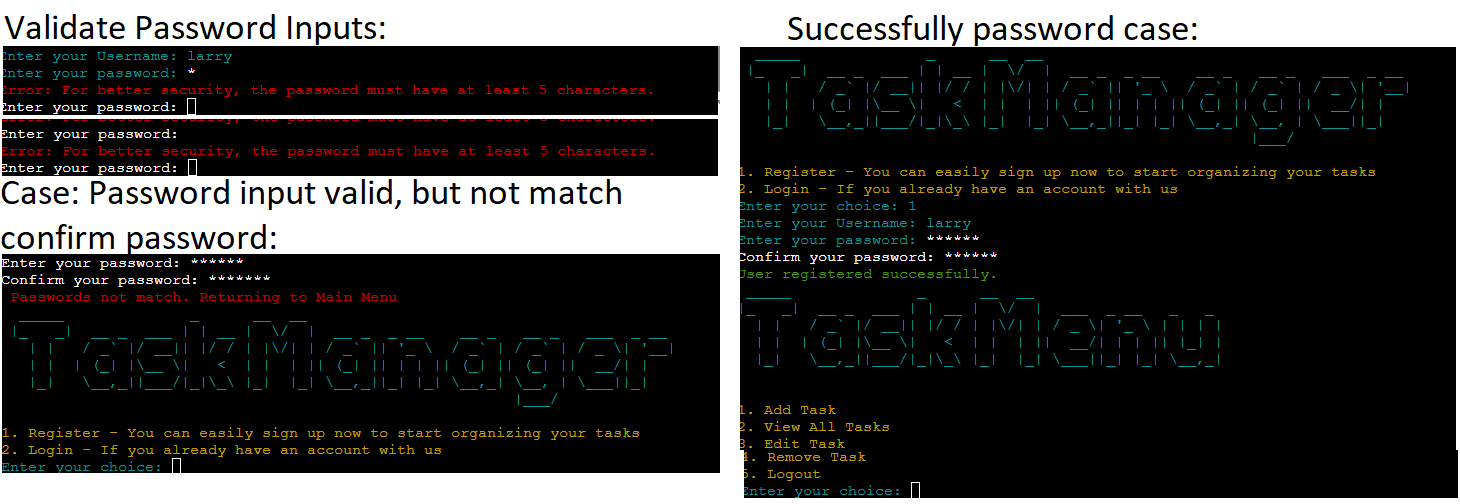 Validate Password Inputs:
Enter your Username: larry
Enter your password: *
Error: For better security, the password must have at least 5 characters.
Enter your password:
Enter your password:
Error: For better security, the password must have at least 5 characters.
Enter your password:
Case: Password input valid, but not match
confirm password:
Enter your password: ******
Confirm your password: *******
Passwords not match. Returning to Main Menu
TaskManager
1. Register - You can easily sign up now to start organizing your tasks
2. Login - If you already have an account with us
Enter your choice:
Successfully password case:
TaskManager
1. Register - You can easily sign up now to start organizing your tasks
2. Login - If you already have an account with us
Enter your choice: 1
Enter your Username: larry
Enter your password: ******
Confirm your password: ******
User registered successfully.
TaskMenu
1. Add Task
2. View All Tasks
3. Edit Task
4. Remove Task
5. Logout
Enter your choice: